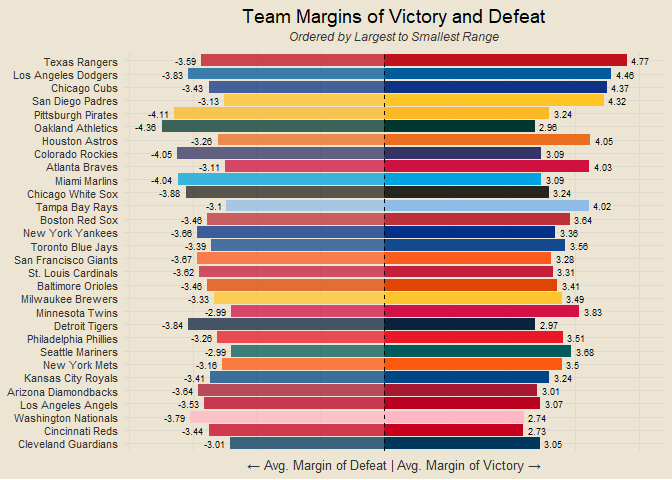 Team Margins of Victory and Defeat
Ordered by Largest to Smallest Range
Texas Rangers -3.59 4.77
Los Angeles Dodgers -3.83 4.46
Chicago Cubs -3.43 4.37
San Diego Padres -3.13 4.32
Pittsburgh Pirates -4.11 3.24
Oakland Athletics -4.36 2.96
Houston Astros -3.26 4.05
Colorado Rockies -4.05 3.09
Atlanta Braves -3.11 4.03
Miami Marlins -4.04 3.09
Chicago White Sox -3.88 3.24
Tampa Bay Rays -3.1 4.02
Boston Red Sox -3.46 3.64
New York Yankees -3.66 3.36
Toronto Blue Jays -3.39 3.56
San Francisco Giants -3.67 3.28
St. Louis Cardinals -3.62 3.31
Baltimore Orioles -3.46 3.41
Milwaukee Brewers -3.33 3.49
Minnesota Twins -2.99 3.83
Detroit Tigers -3.84 2.97
Philadelphia Phillies -3.26 3.51
Seattle Mariners -2.99 3.68
New York Mets -3.16 3.5
Kansas City Royals -3.41 3.24
Arizona Diamondbacks -3.64 3.01
Los Angeles Angels -3.53 3.07
Washington Nationals -3.79 2.74
Cincinnati Reds -3.44 2.73
Cleveland Guardians -3.01 3.05
← Avg. Margin of Defeat | Avg. Margin of Victory →